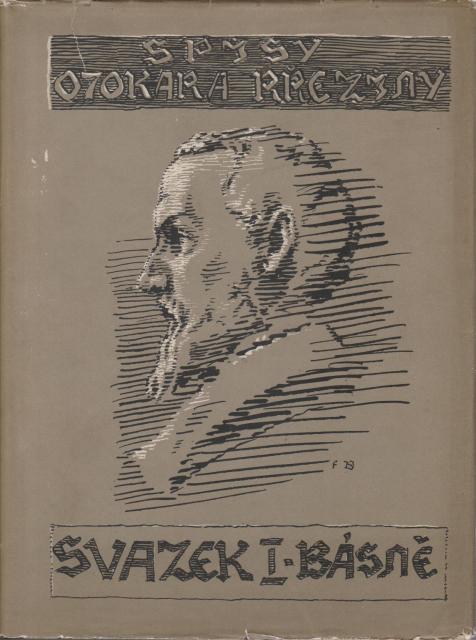 SPISY
OTOKARA BŘEZINY
F B
SVAZEK I. BÁSNĚ